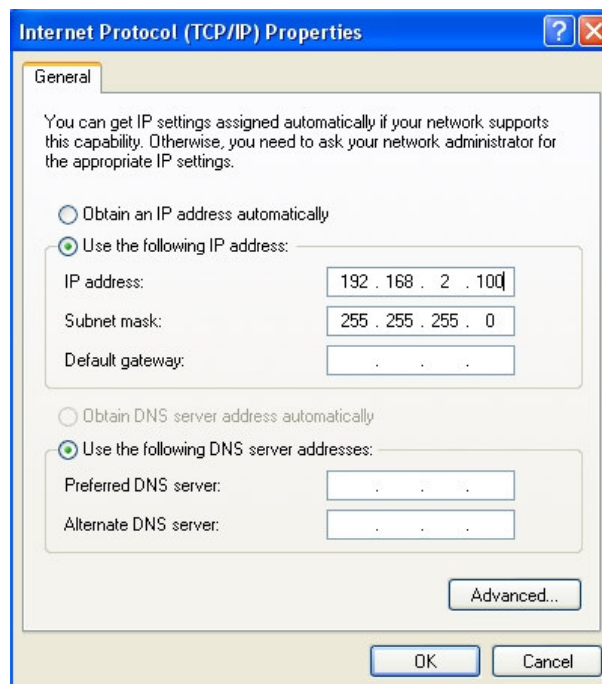 Internet Protocol (TCP/IP) Properties
General
You can get IP settings assigned automatically if your network supports
this capability. Otherwise, you need to ask your network administrator for
the appropriate IP settings.
Obtain an IP address automatically
Use the following IP address:
IP address: 192 . 168 . 2 . 100
Subnet mask: 255 . 255 . 255 . 0
Default gateway: . . .
Obtain DNS server address automatically
Use the following DNS server addresses:
Preferred DNS server: . . .
Alternate DNS server: . . .
Advanced...
OK Cancel